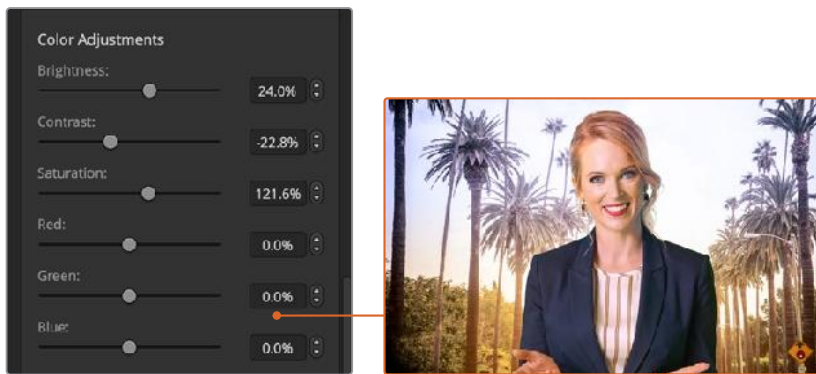 Color Adjustments
Brightness:
24.0%
Contrast:
-22.8%
Saturation:
121.6%
Red:
0.0%
Green:
0.0%
Blue:
0.0%